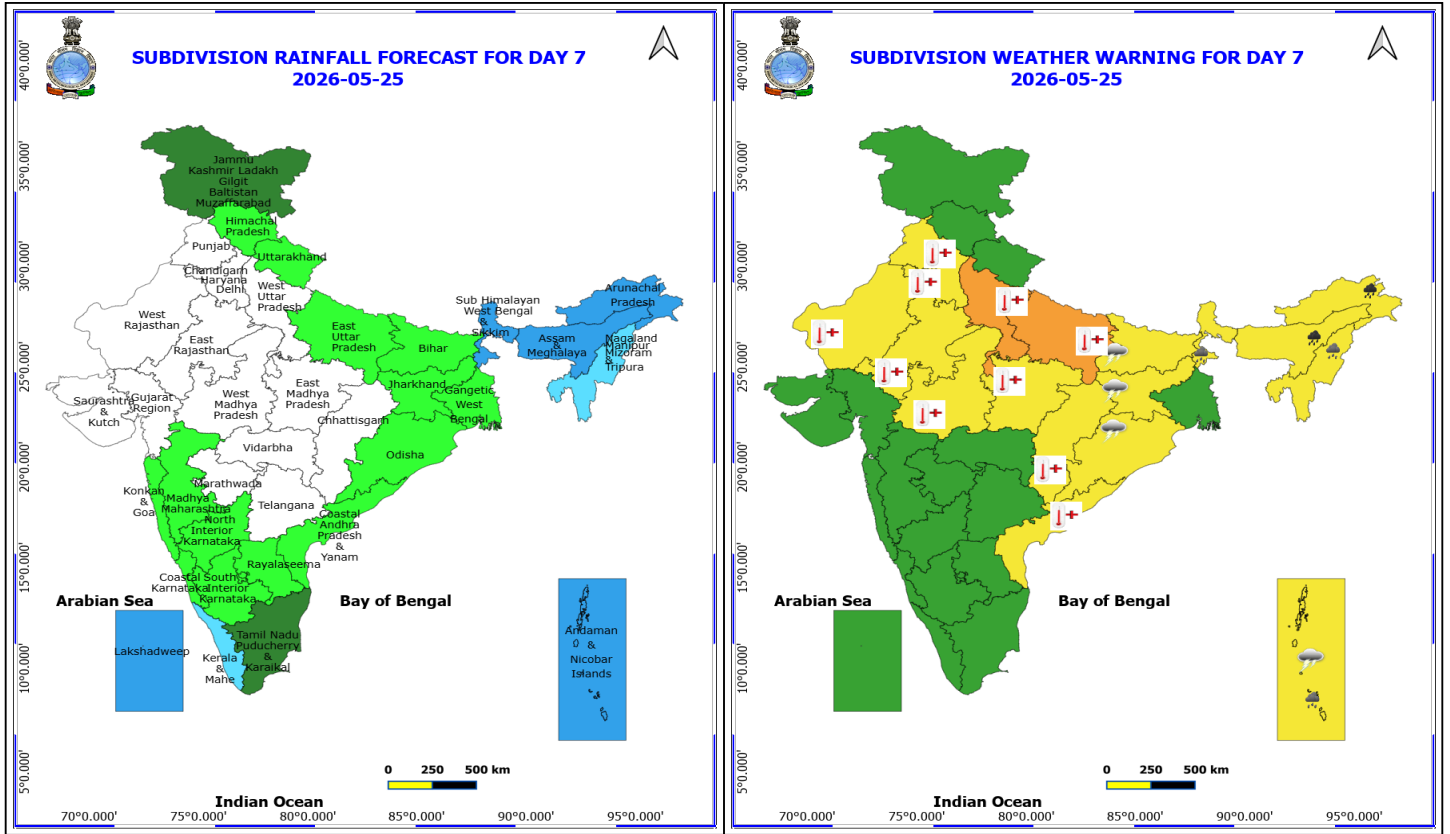 SUBDIVISION RAINFALL FORECAST FOR DAY 7
2026-05-25
40°0.000'
35°0.000'
30°0.000'
25°0.000'
20°0.000'
15°0.000'
10°0.000'
5°0.000'
Jammu
Kashmir Ladakh
Gilgit
Baltistan
Muzaffarabad
Himachal
Pradesh
Punjab
Uttarakhand
Chandigarh
Haryana
Delhi
West
Uttar
Pradesh
West
Rajasthan
East
Rajasthan
East
Uttar
Pradesh
Bihar
Sub Himalayan
West Bengal
&
Sikkim
Arunachal
Pradesh
Assam
&
Meghalaya
Nagaland
Manipur
Mizoram
&
Tripura
Jharkhand
Gangetic
West
Bengal
Saurashtra
&
Kutch
Gujarat
Region
West
Madhya
Pradesh
East
Madhya
Pradesh
Chhattisgarh
Vidarbha
Odisha
Konkan
&
Goa
Madhya
Maharashtra
Marathwada
Telangana
North
Interior
Karnataka
Coastal
Andhra
Pradesh
&
Yanam
Rayalaseema
Coastal
Karnataka
South
Interior
Karnataka
Arabian Sea
Bay of Bengal
Lakshadweep
Kerala
&
Mahe
Tamil Nadu
Puducherry
&
Karaikal
Andaman
&
Nicobar
Islands
0 250 500 km
Indian Ocean
70°0.000' 75°0.000' 80°0.000' 85°0.000' 90°0.000' 95°0.000'
SUBDIVISION WEATHER WARNING FOR DAY 7
2026-05-25
40°0.000'
35°0.000'
30°0.000'
25°0.000'
20°0.000'
15°0.000'
10°0.000'
5°0.000'
Arabian Sea
Bay of Bengal
0 250 500 km
Indian Ocean
70°0.000' 75°0.000' 80°0.000' 85°0.000' 90°0.000' 95°0.000'